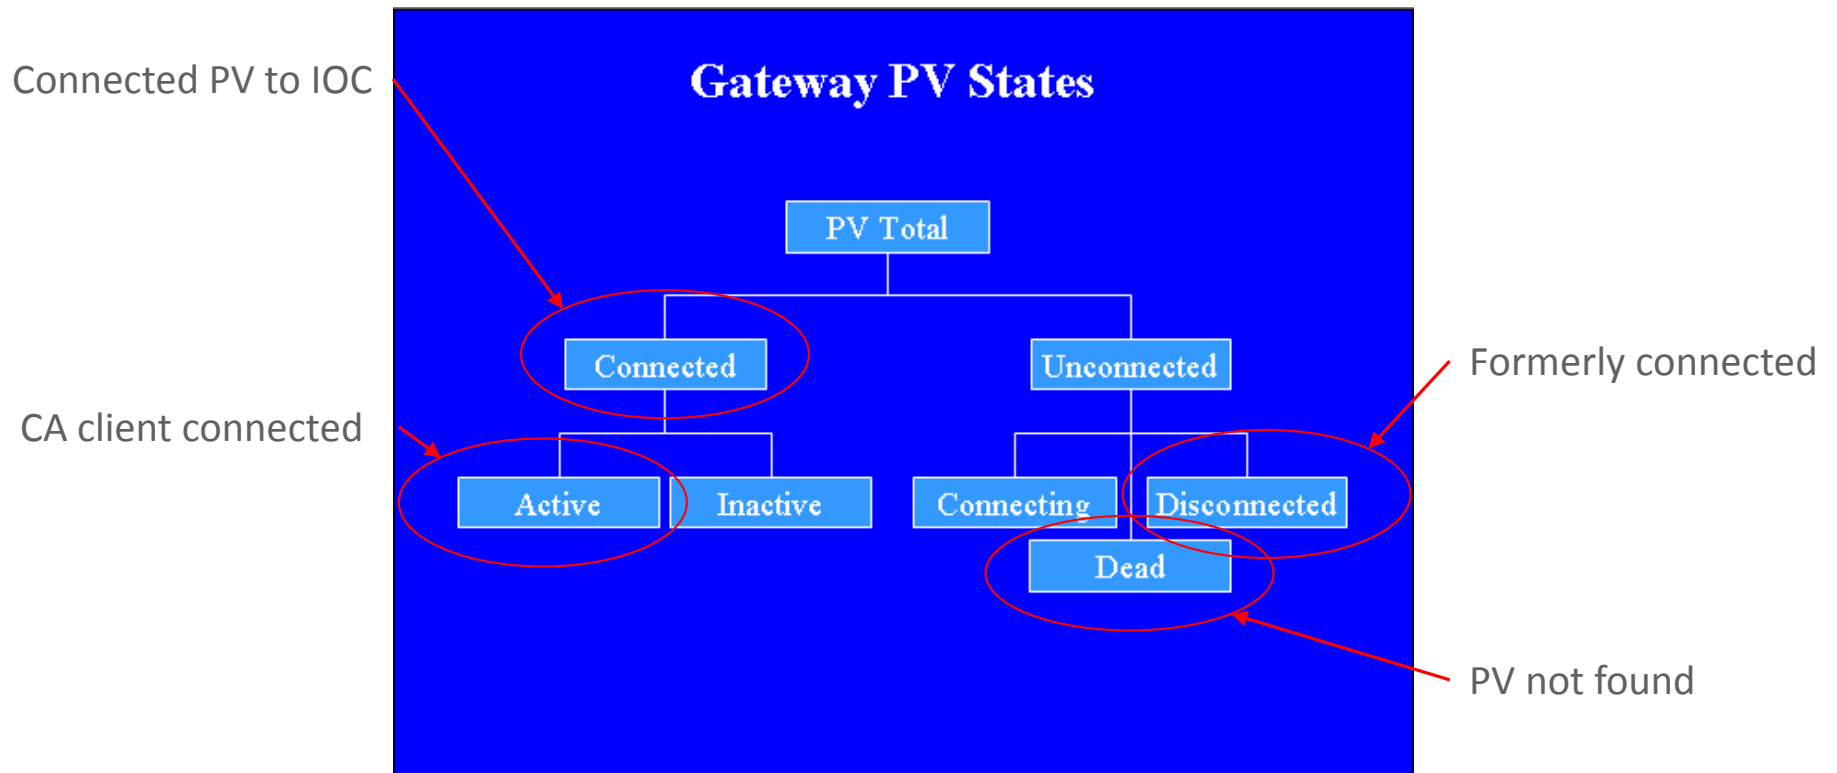 Gateway PV States
Connected PV to IOC
PV Total
Connected
Unconnected
Formerly connected
CA client connected
Active
Inactive
Connecting
Disconnected
Dead
PV not found